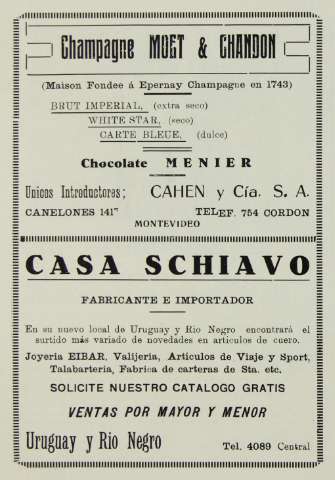 Champagne MOET & CHANDON
(Maison Fondee á Epernay Champagne en 1743)
BRUT IMPERIAL, (extra seco)
WHITE STAR, (seco)
CARTE BLEUE, (dulce)
Chocolate MENIER
Unicos Introductores; CAHEN y Cía. S. A.
CANELONES 141" TELEF. 754 CORDON
MONTEVIDEO
CASA SCHIAVO
FABRICANTE E IMPORTADOR
En su nuevo local de Uruguay y Rio Negro encontrará el
surtido más variado de novedades en articulos de cuero.
Joyeria EIBAR, Valijeria, Articulos de Viaje y Sport,
Talabarteria, Fabrica de carteras de Sta. etc.
SOLICITE NUESTRO CATALOGO GRATIS
VENTAS POR MAYOR Y MENOR
Uruguay y Rio Negro Tel. 4089 Central